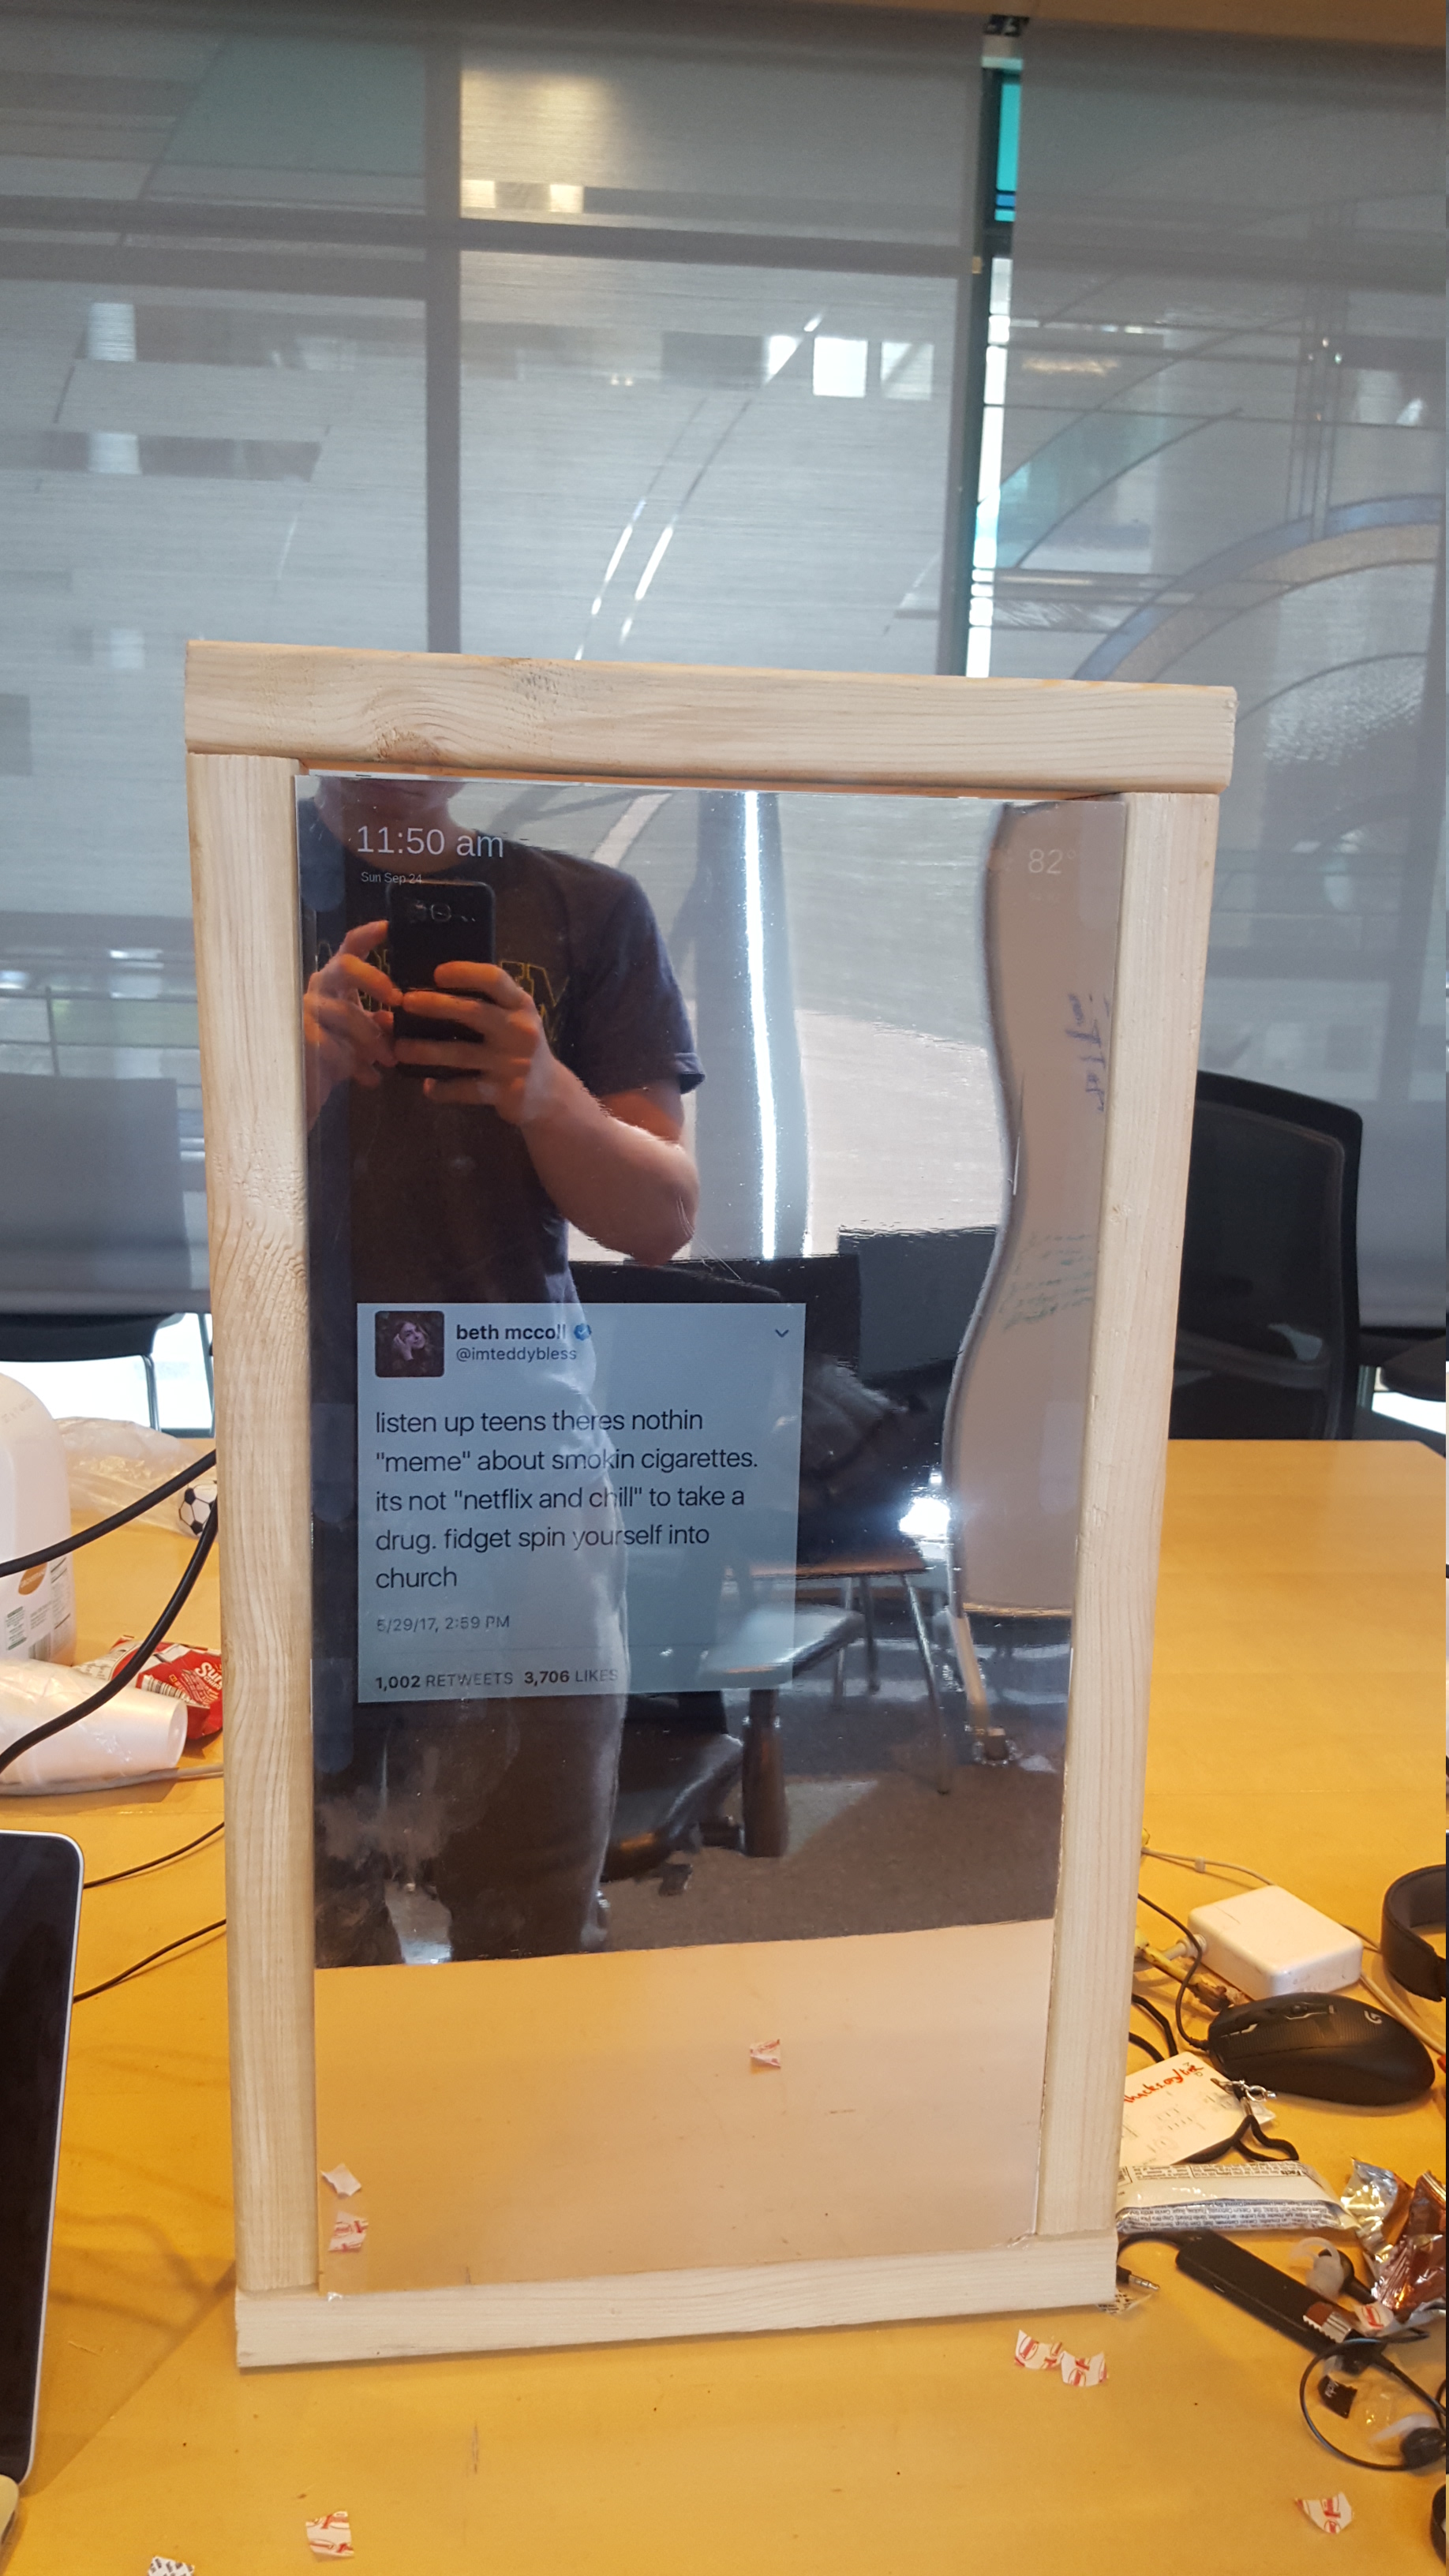 11:50 am
Sun Sep 24
82°
beth mccoll
@imteddybless
listen up teens theres nothin
"meme" about smokin cigarettes.
its not "netflix and chill" to take a
drug. fidget spin yourself into
church
5/29/17, 2:59 PM
1,002 RETWEETS 3,706 LIKES